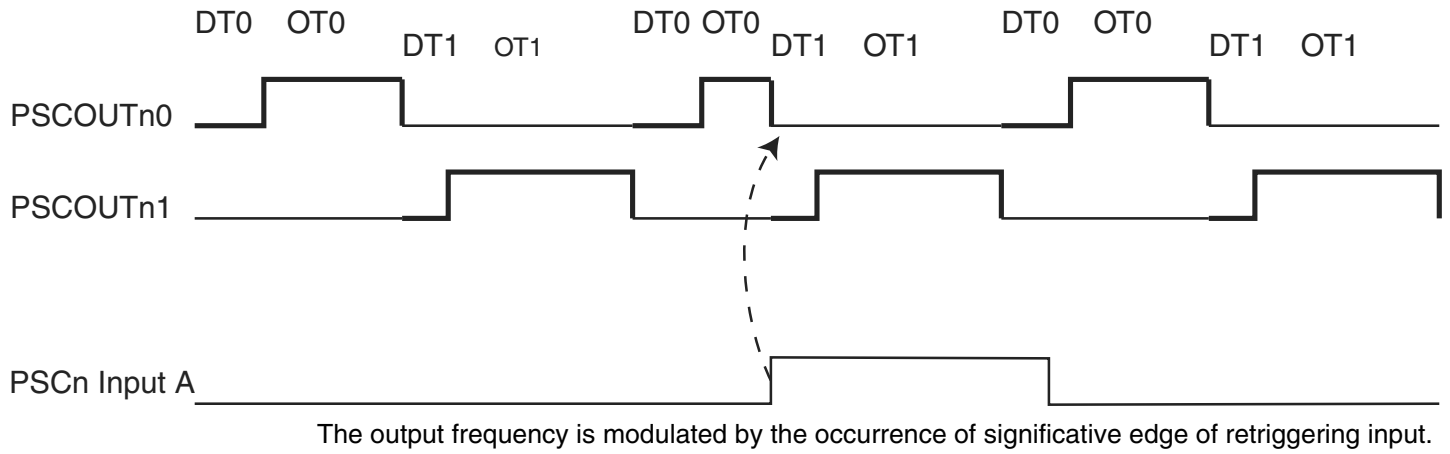 DT0 OT0 DT1 OT1 DT0 OT0 DT1 OT1 DT0 OT0 DT1 OT1
PSCOUTn0
PSCOUTn1
PSCn Input A
The output frequency is modulated by the occurrence of significative edge of retriggering input.